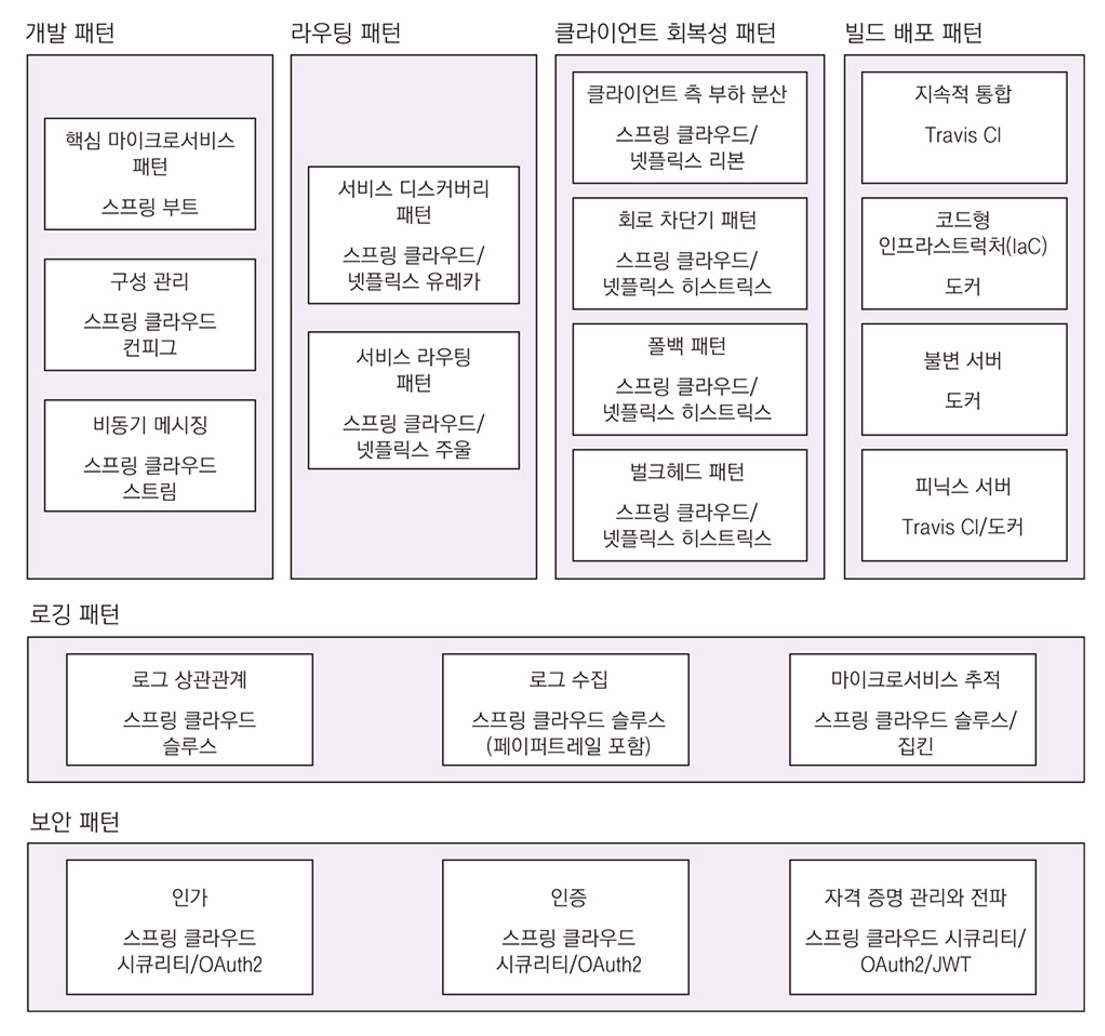 개발 패턴
핵심 마이크로서비스
패턴
스프링 부트
구성 관리
스프링 클라우드
컨피그
비동기 메시징
스프링 클라우드
스트림
라우팅 패턴
서비스 디스커버리
패턴
스프링 클라우드/
넷플릭스 유레카
서비스 라우팅
패턴
스프링 클라우드/
넷플릭스 주울
클라이언트 회복성 패턴
클라이언트 측 부하 분산
스프링 클라우드/
넷플릭스 리본
회로 차단기 패턴
스프링 클라우드/
넷플릭스 히스트릭스
폴백 패턴
스프링 클라우드/
넷플릭스 히스트릭스
벌크헤드 패턴
스프링 클라우드/
넷플릭스 히스트릭스
빌드 배포 패턴
지속적 통합
Travis CI
코드형
인프라스트럭처(IaC)
도커
불변 서버
도커
피닉스 서버
Travis CI/도커
로깅 패턴
로그 상관관계
스프링 클라우드
슬루스
로그 수집
스프링 클라우드 슬루스
(페이퍼트레일 포함)
마이크로서비스 추적
스프링 클라우드 슬루스/
집킨
보안 패턴
인가
스프링 클라우드
시큐리티/OAuth2
인증
스프링 클라우드
시큐리티/OAuth2
자격 증명 관리와 전파
스프링 클라우드 시큐리티/
OAuth2/JWT